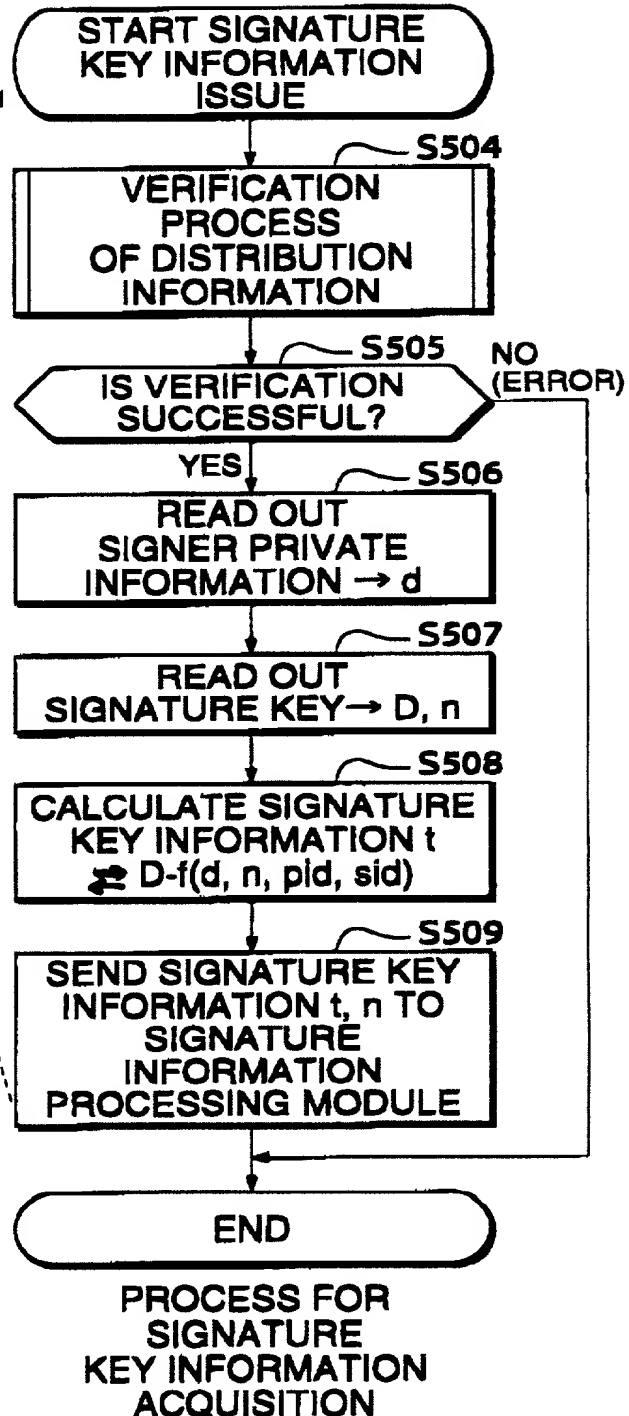 START SIGNATURE
KEY INFORMATION
ISSUE
S504
VERIFICATION
PROCESS
OF DISTRIBUTION
INFORMATION
S505
NO
(ERROR)
IS VERIFICATION
SUCCESSFUL?
YES
S506
READ OUT
SIGNER PRIVATE
INFORMATION → d
S507
READ OUT
SIGNATURE KEY→ D, n
S508
CALCULATE SIGNATURE
KEY INFORMATION t
D-f(d, n, pid, sid)
S509
SEND SIGNATURE KEY
INFORMATION t, n TO
SIGNATURE
INFORMATION
PROCESSING MODULE
END
PROCESS FOR
SIGNATURE
KEY INFORMATION
ACQUISITION